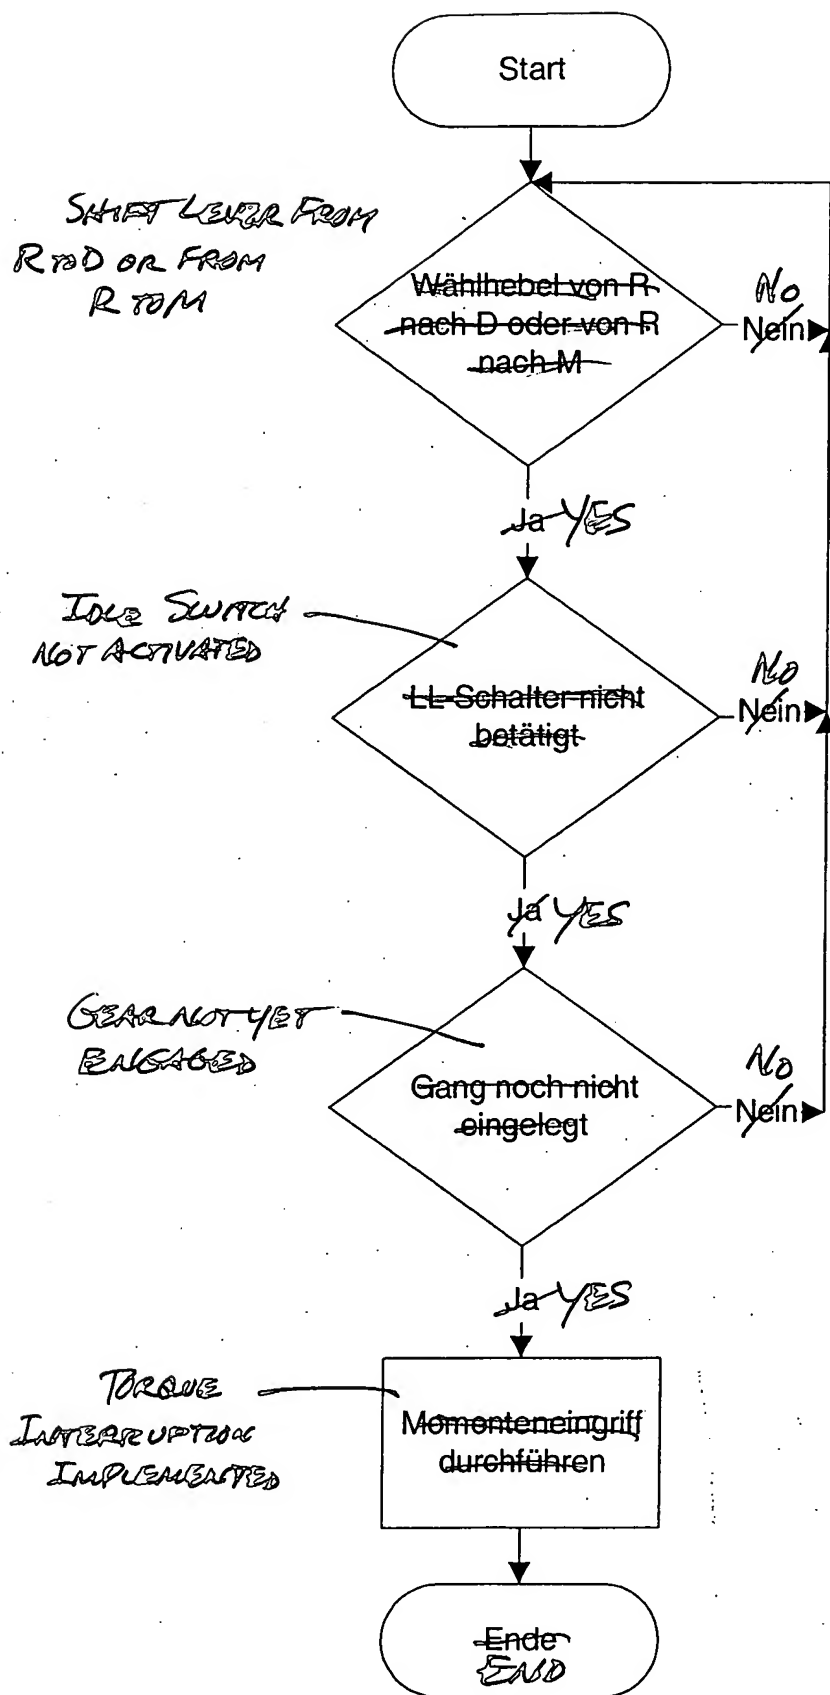 Start
SHIFT LEVER FROM
R TO D OR FROM
R TO M
Wählhebel von R
nach D oder von R
nach M
No
Nein
Ja YES
IDLE SWITCH
NOT ACTIVATED
LL-Schalter nicht
betätigt
No
Nein
Ja YES
GEAR NOT YET
ENGAGED
Gang noch nicht
eingelegt
No
Nein
Ja YES
TORQUE
INTERRUPTION
IMPLEMENTED
Momenteneingriff
durchführen
Ende
END